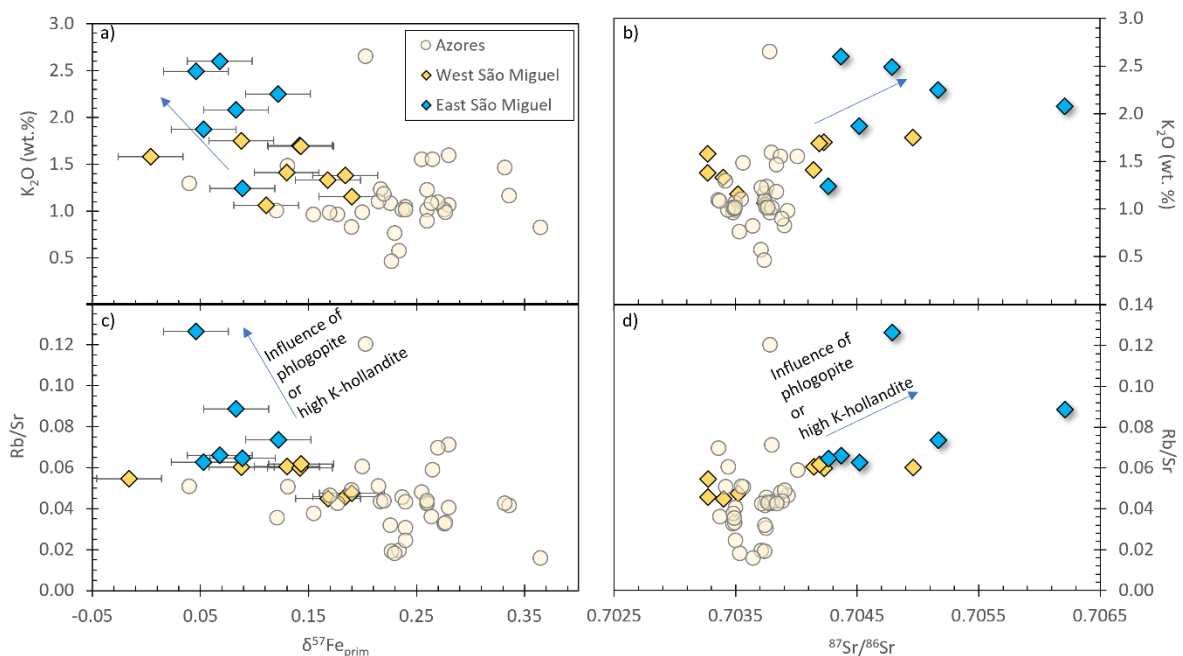 a)
3.0
2.5
2.0
1.5
1.0
0.5
K2O (wt.%)
Azores
West São Miguel
East São Miguel
b)
3.0
2.5
2.0
1.5
1.0
0.5
0.14
K2O (wt. %)
c)
0.12
0.10
0.08
0.06
0.04
0.02
0.00
Rb/Sr
Influence of
phlogopite
or
high K-hollandite
-0.05
0.05
0.15
0.25
0.35
δ57Feprim
d)
0.12
0.10
0.08
0.06
0.04
0.02
0.00
Rb/Sr
Influence of
phlogopite
or
high K-hollandite
0.7025
0.7035
0.7045
0.7055
0.7065
87Sr/86Sr